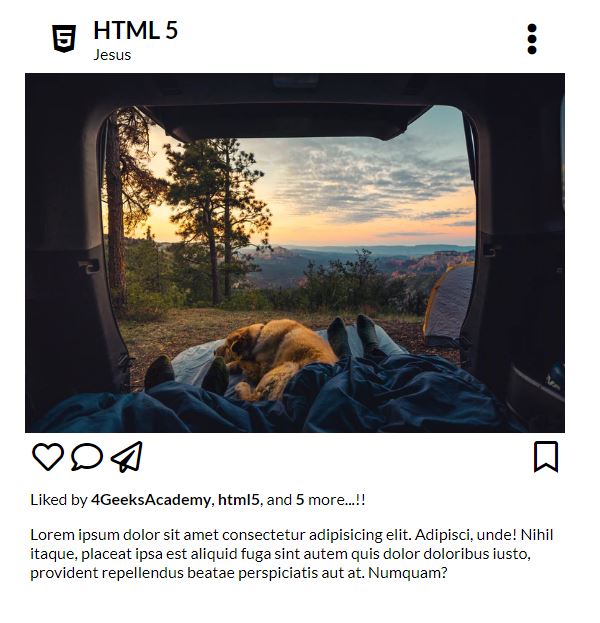 HTML 5
Jesus
Liked by 4GeeksAcademy, html5, and 5 more...!!
Lorem ipsum dolor sit amet consectetur adipisicing elit. Adipisci, unde! Nihil
itaque, placeat ipsa est aliquid fuga sint autem quis dolor doloribus iusto,
provident repellendus beatae perspiciatis aut at. Numquam?